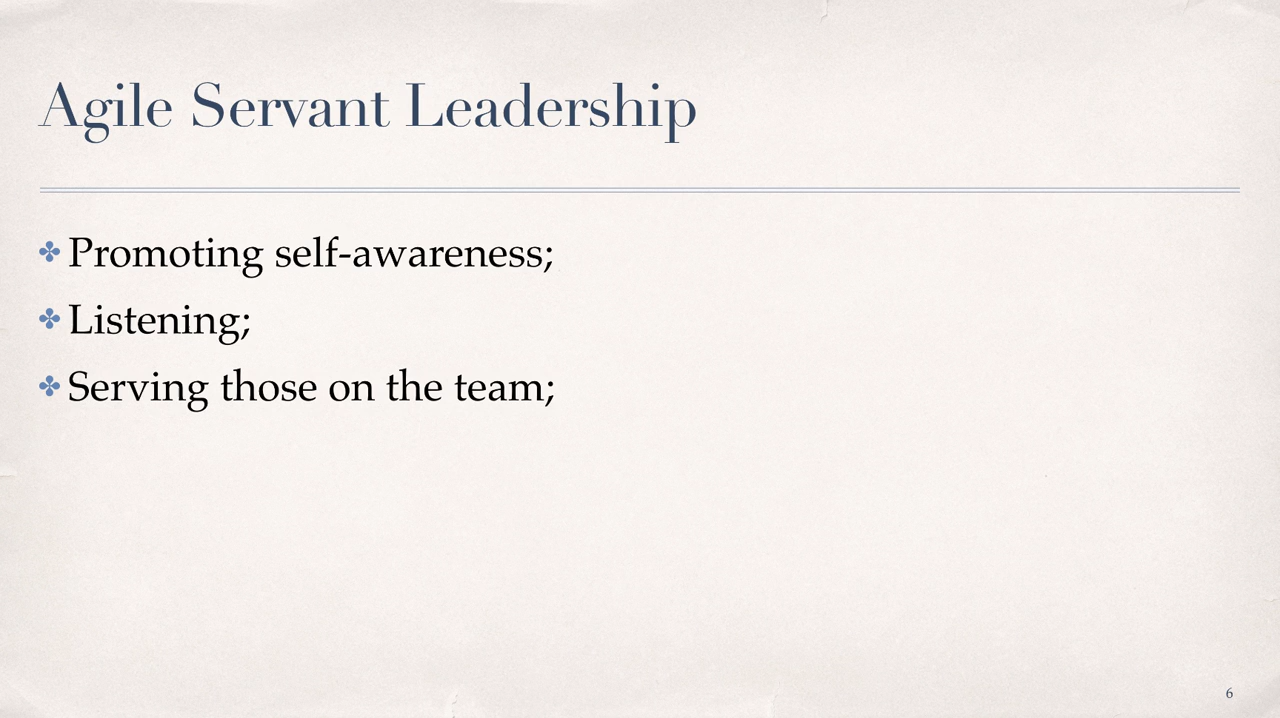 Agile Servant Leadership
Promoting self-awareness;
Listening;
Serving those on the team;
6